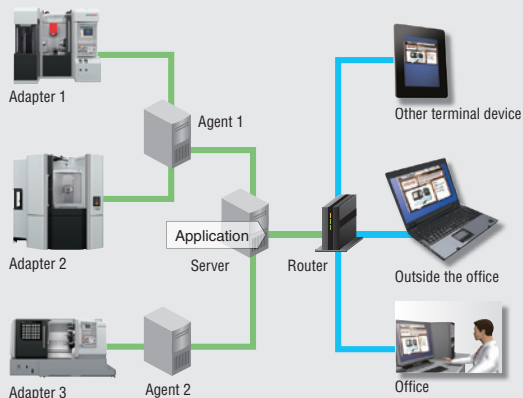 Adapter 1
Agent 1
Other terminal device
Adapter 2
Application
Server
Router
Outside the office
Adapter 3
Agent 2
Office